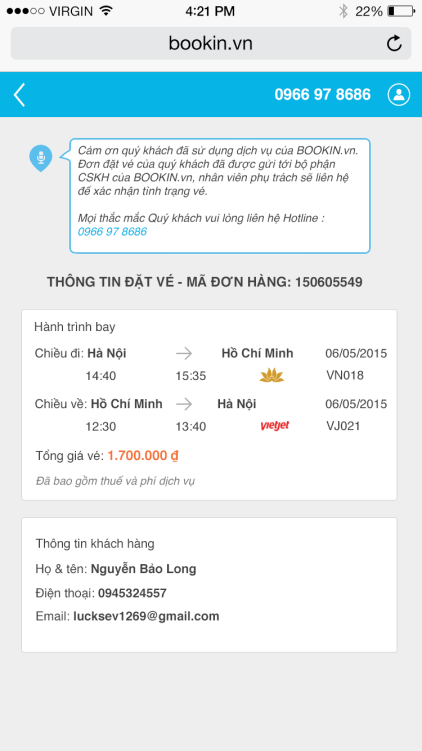 VIRGIN 4:21 PM 22%
bookin.vn
0966 97 8686
Cám ơn quý khách đã sử dụng dịch vụ của BOOKIN.vn.
Đơn đặt vé của quý khách đã được gửi tới bộ phận
CSKH của BOOKIN.vn, nhân viên phụ trách sẽ liên hệ
để xác nhận tình trạng vé.
Mọi thắc mắc Quý khách vui lòng liên hệ Hotline :
0966 97 8686
THÔNG TIN ĐẶT VÉ - MÃ ĐƠN HÀNG: 150605549
Hành trình bay
Chiều đi: Hà Nội → Hồ Chí Minh 06/05/2015
14:40 15:35 VN018
Chiều về: Hồ Chí Minh → Hà Nội 06/05/2015
12:30 13:40 vietjet VJ021
Tổng giá vé: 1.700.000 ₫
Đã bao gồm thuế và phí dịch vụ
Thông tin khách hàng
Họ & tên: Nguyễn Bảo Long
Điện thoại: 0945324557
Email: lucksev1269@gmail.com